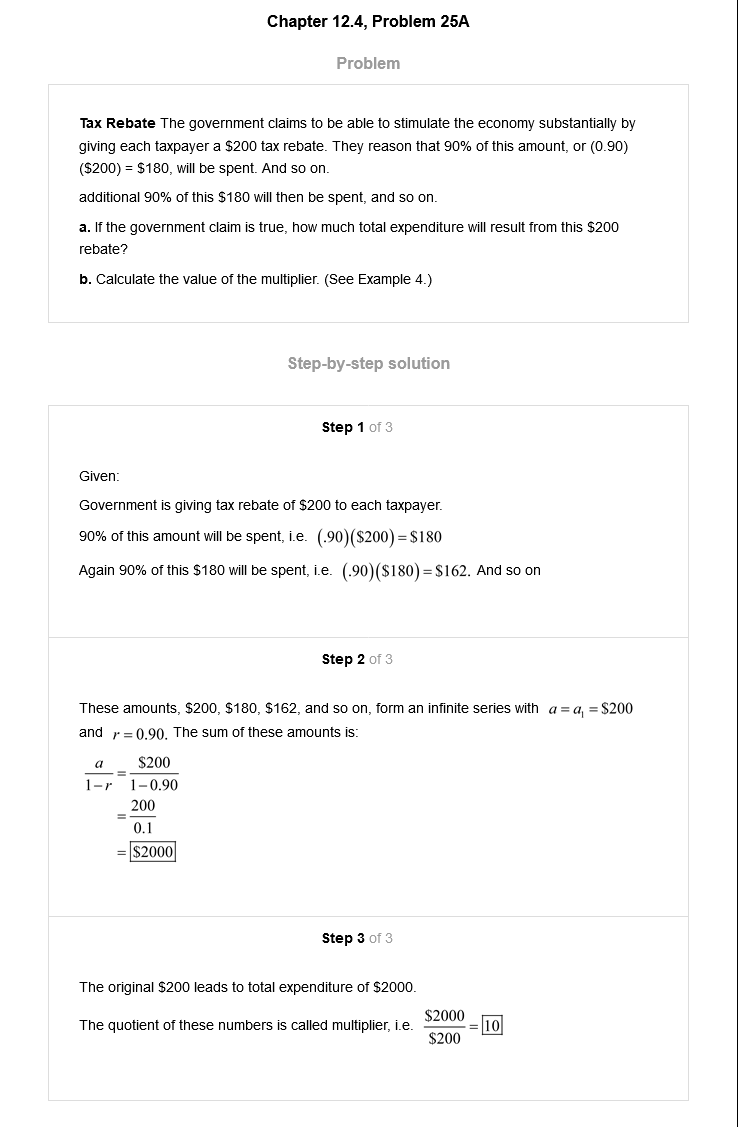 Chapter 12.4, Problem 25A
Problem
Tax Rebate The government claims to be able to stimulate the economy substantially by
giving each taxpayer a $200 tax rebate. They reason that 90% of this amount, or (0.90)
($200) = $180, will be spent. And so on.
additional 90% of this $180 will then be spent, and so on.
a. If the government claim is true, how much total expenditure will result from this $200
rebate?
b. Calculate the value of the multiplier. (See Example 4.)
Step-by-step solution
Step 1 of 3
Given:
Government is giving tax rebate of $200 to each taxpayer.
90% of this amount will be spent, i.e. (.90)($200) = $180
Again 90% of this $180 will be spent, i.e. (.90)($180) = $162. And so on
Step 2 of 3
These amounts, $200, $180, $162, and so on, form an infinite series with a = a₁ = $200
and r = 0.90. The sum of these amounts is:
a/(1−r) = $200/(1−0.90)
= 200/0.1
= $2000
Step 3 of 3
The original $200 leads to total expenditure of $2000.
The quotient of these numbers is called multiplier, i.e. $2000/$200 = 10